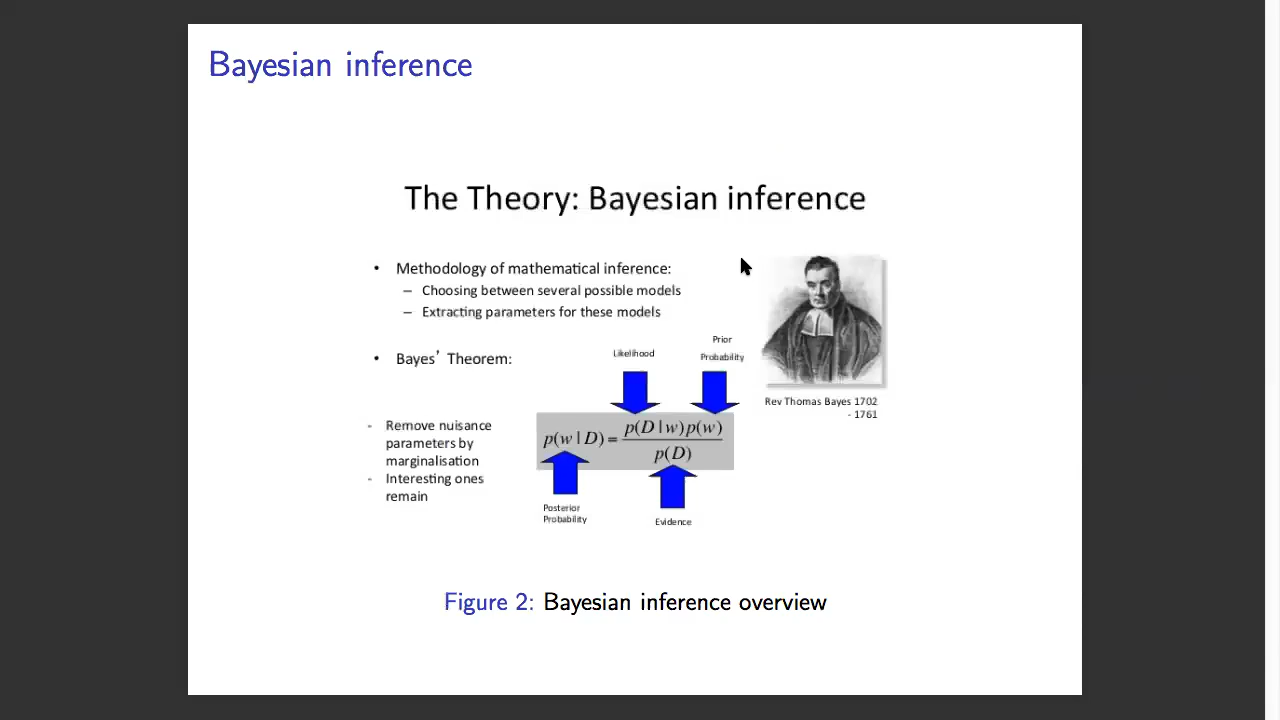 Bayesian inference
The Theory: Bayesian inference
• Methodology of mathematical inference:
– Choosing between several possible models
– Extracting parameters for these models
• Bayes’ Theorem:
Likelihood
Prior
Probability
Rev Thomas Bayes 1702
- 1761
- Remove nuisance
parameters by
marginalisation
- Interesting ones
remain
p(w | D) = p(D | w) p(w) / p(D)
Posterior
Probability
Evidence
Figure 2: Bayesian inference overview